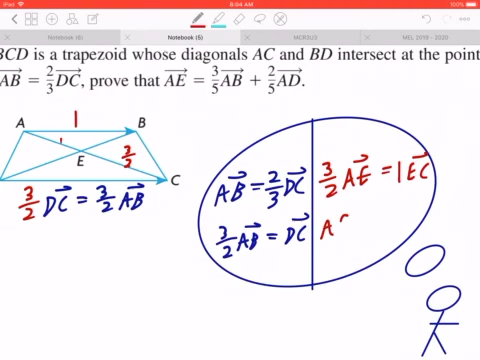 iPad
8:04 AM
100%
Notebook (6)
Notebook (5)
MCR3U3
MEL 2019 - 2020
BCD is a trapezoid whose diagonals AC and BD intersect at the point
AB = 2/3 DC, prove that AE = 3/5 AB + 2/5 AD.
1
A B
1
E 3/2
C
3/2 DC = 3/2 AB
AB = 2/3 DC
3/2 AE = 1EC
3/2 AB = DC
A